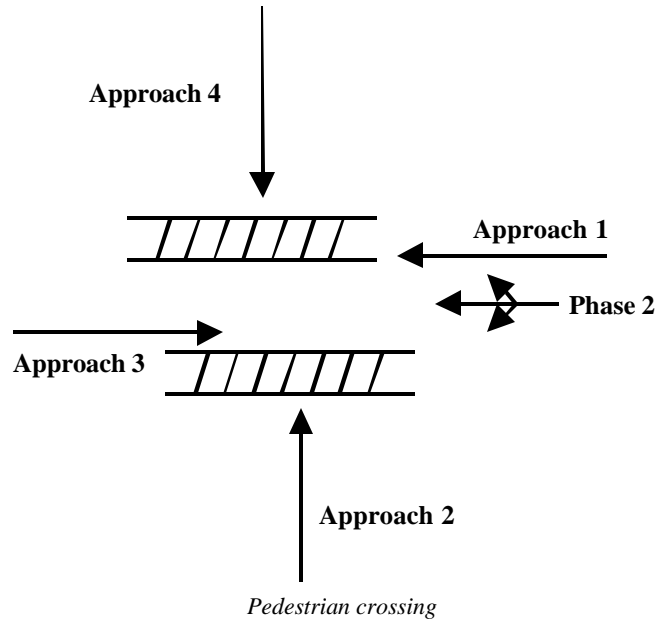 Approach 4
Approach 1
Phase 2
Approach 3
Approach 2
Pedestrian crossing